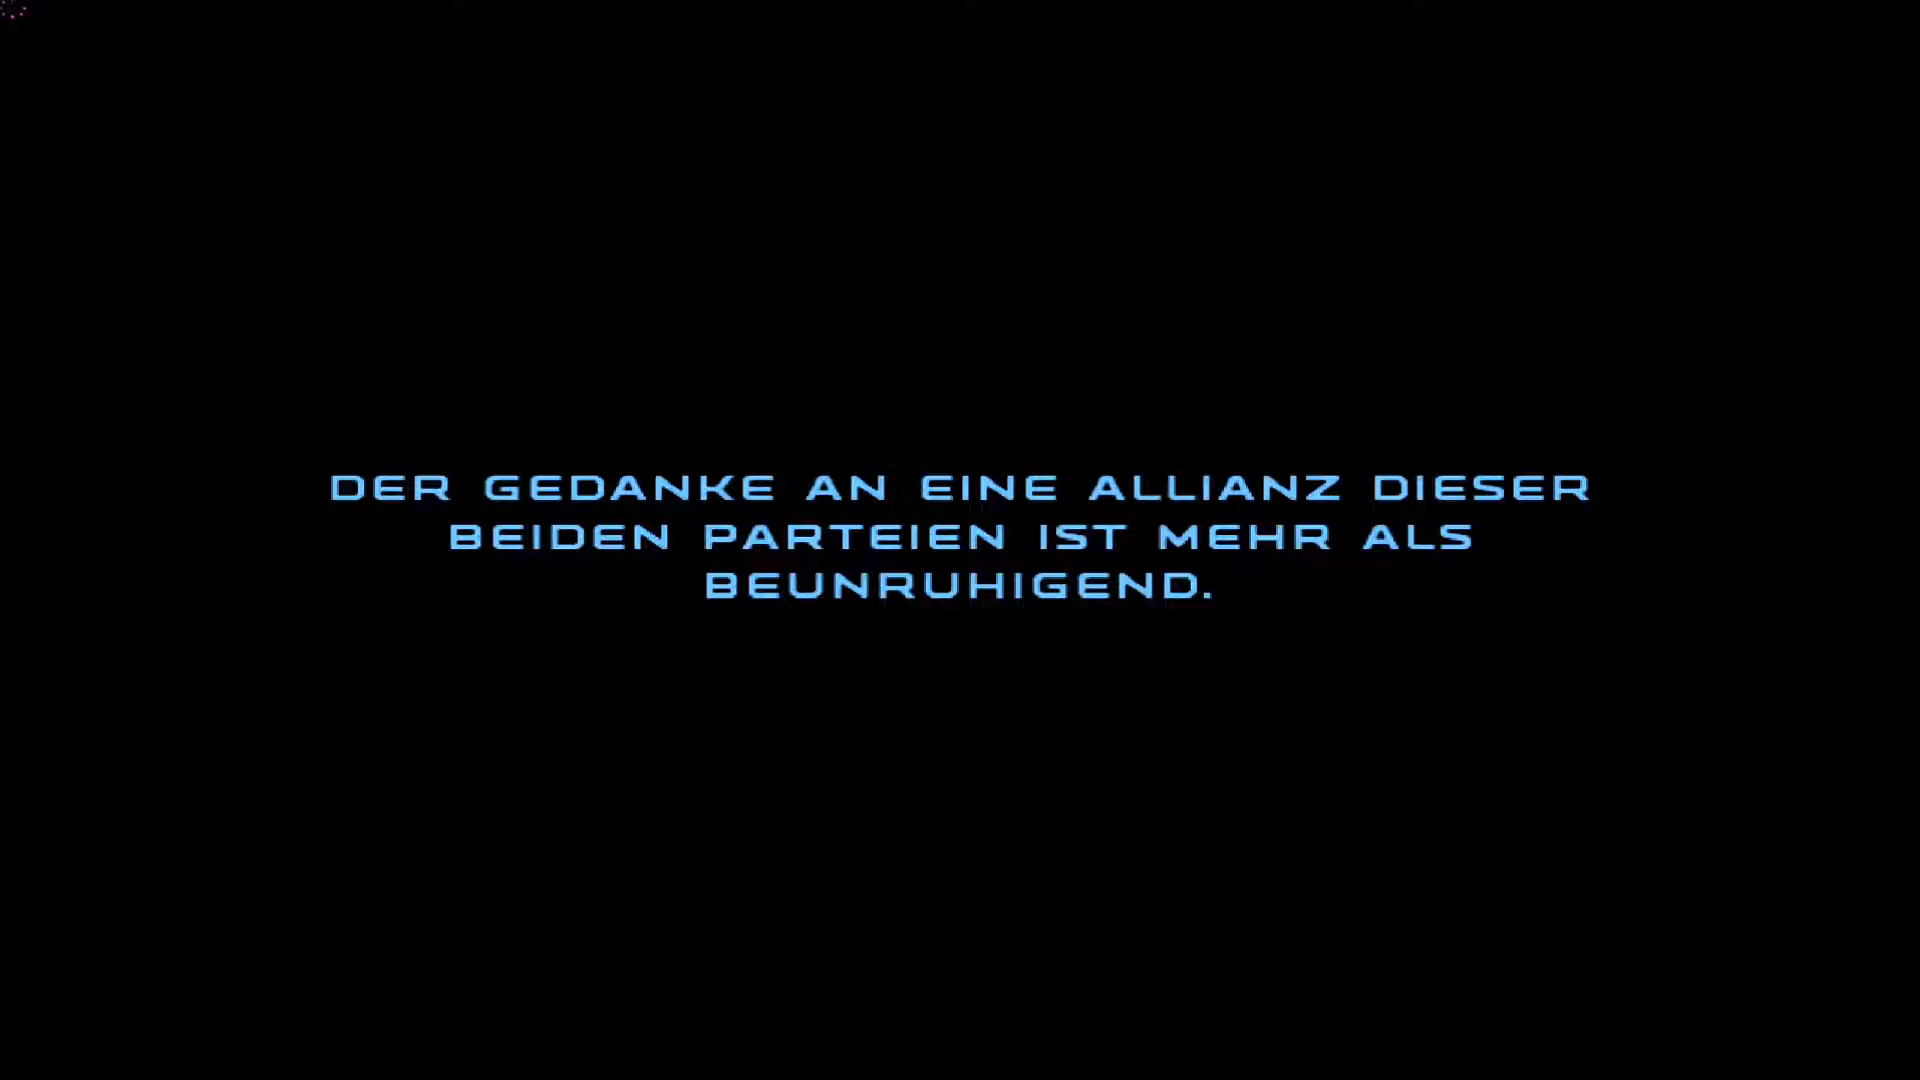 DER GEDANKE AN EINE ALLIANZ DIESER
BEIDEN PARTEIEN IST MEHR ALS
BEUNRUHIGEND.